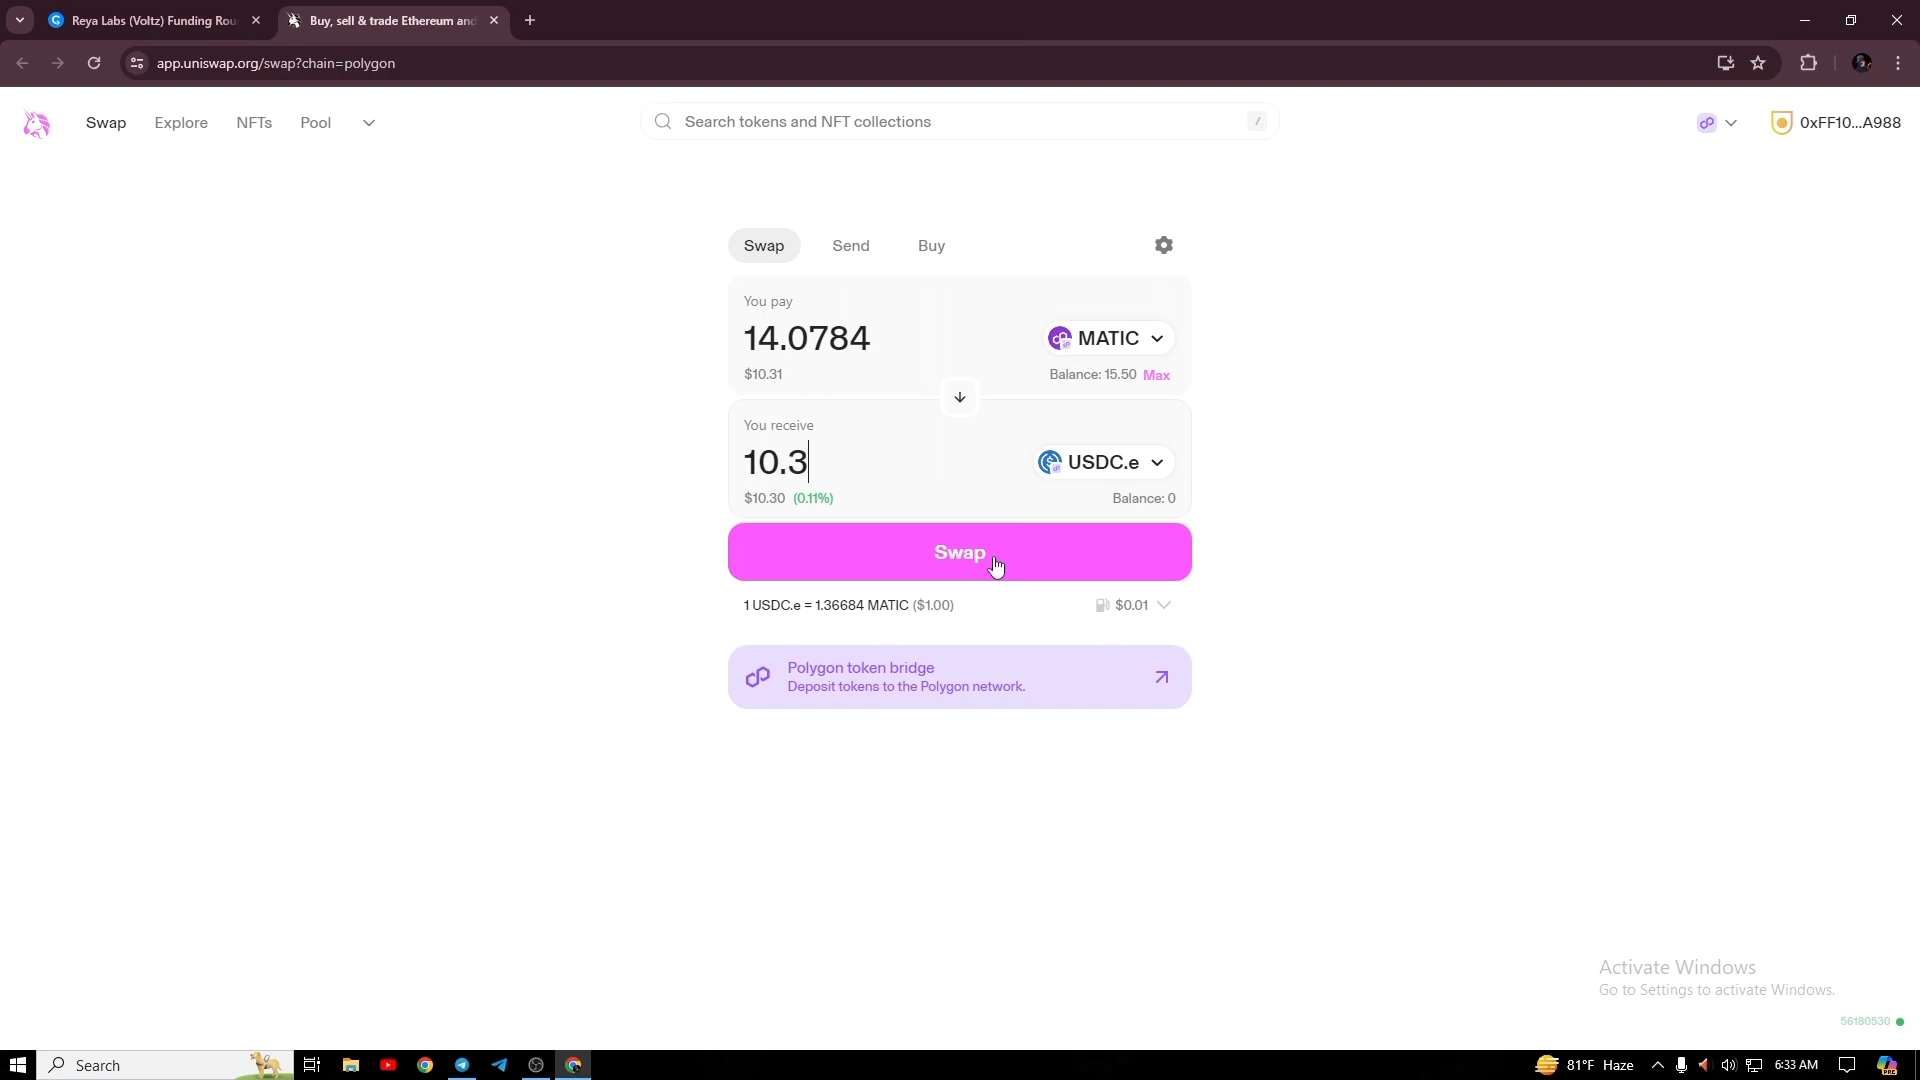 Reya Labs (Voltz) Funding Rou
Buy, sell & trade Ethereum and
app.uniswap.org/swap?chain=polygon
Swap
Explore
NFTs
Pool
Search tokens and NFT collections
/
0xFF10...A988
Swap
Send
Buy
You pay
14.0784
MATIC
$10.31
Balance: 15.50 Max
You receive
10.3
USDC.e
$10.30 (0.11%)
Balance: 0
Swap
1 USDC.e = 1.36684 MATIC ($1.00)
$0.01
Polygon token bridge
Deposit tokens to the Polygon network.
Activate Windows
Go to Settings to activate Windows.
56180530
Search
81°F Haze
6:33 AM